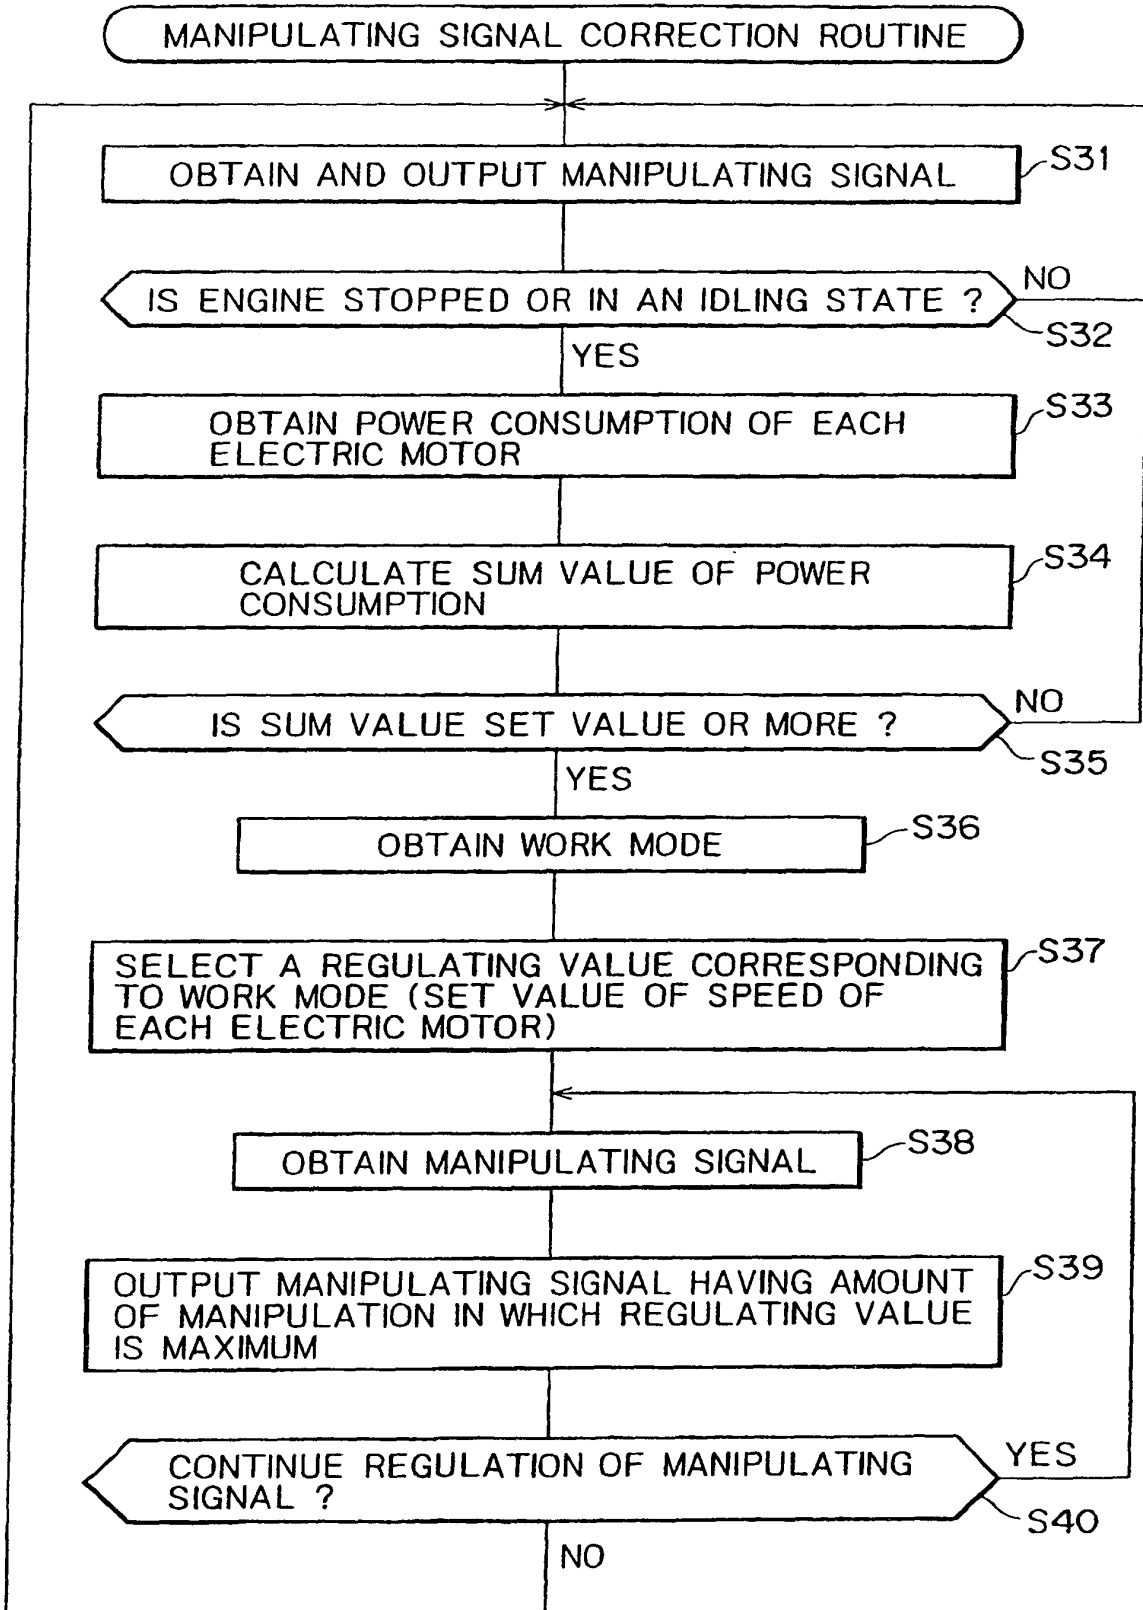 MANIPULATING SIGNAL CORRECTION ROUTINE
OBTAIN AND OUTPUT MANIPULATING SIGNAL
S31
IS ENGINE STOPPED OR IN AN IDLING STATE ?
NO
S32
YES
OBTAIN POWER CONSUMPTION OF EACH
ELECTRIC MOTOR
S33
CALCULATE SUM VALUE OF POWER
CONSUMPTION
S34
IS SUM VALUE SET VALUE OR MORE ?
NO
S35
YES
OBTAIN WORK MODE
S36
SELECT A REGULATING VALUE CORRESPONDING
TO WORK MODE (SET VALUE OF SPEED OF
EACH ELECTRIC MOTOR)
S37
OBTAIN MANIPULATING SIGNAL
S38
OUTPUT MANIPULATING SIGNAL HAVING AMOUNT
OF MANIPULATION IN WHICH REGULATING VALUE
IS MAXIMUM
S39
CONTINUE REGULATION OF MANIPULATING
SIGNAL ?
YES
S40
NO